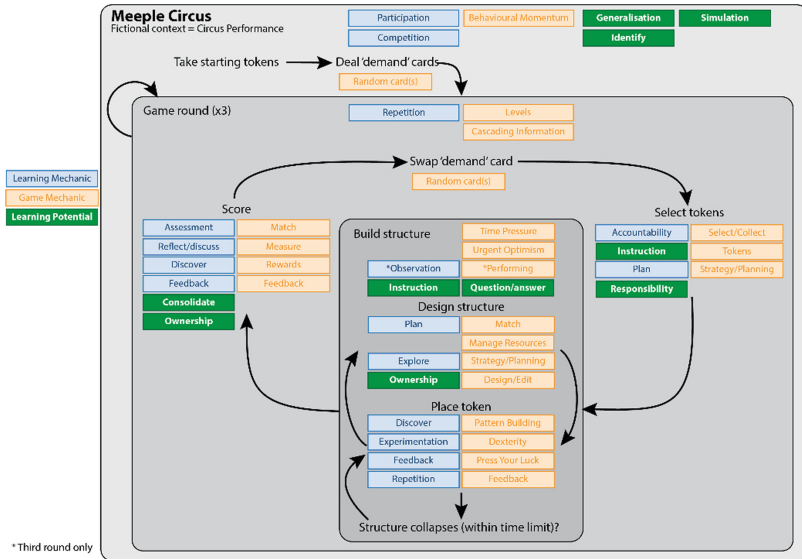 Meeple Circus
Fictional context = Circus Performance
Participation
Behavioural Momentum
Generalisation
Simulation
Competition
Identify
Take starting tokens
Deal 'demand' cards
Random card(s)
Game round (x3)
Repetition
Levels
Cascading Information
Swap 'demand' card
Random card(s)
Learning Mechanic
Game Mechanic
Learning Potential
Score
Assessment
Match
Reflect/discuss
Measure
Discover
Rewards
Feedback
Feedback
Consolidate
Ownership
Build structure
Time Pressure
Urgent Optimism
*Observation
*Performing
Instruction
Question/answer
Design structure
Plan
Match
Manage Resources
Explore
Strategy/Planning
Ownership
Design/Edit
Place token
Discover
Pattern Building
Experimentation
Dexterity
Feedback
Press Your Luck
Repetition
Feedback
Structure collapses (within time limit)?
Select tokens
Accountability
Select/Collect
Instruction
Tokens
Plan
Strategy/Planning
Responsibility
* Third round only